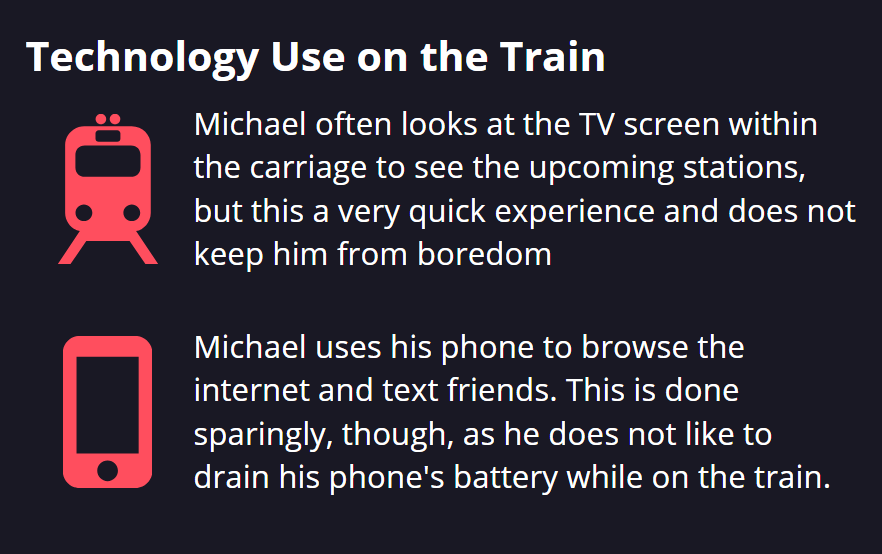 Technology Use on the Train
Michael often looks at the TV screen within
the carriage to see the upcoming stations,
but this a very quick experience and does not
keep him from boredom
Michael uses his phone to browse the
internet and text friends. This is done
sparingly, though, as he does not like to
drain his phone's battery while on the train.